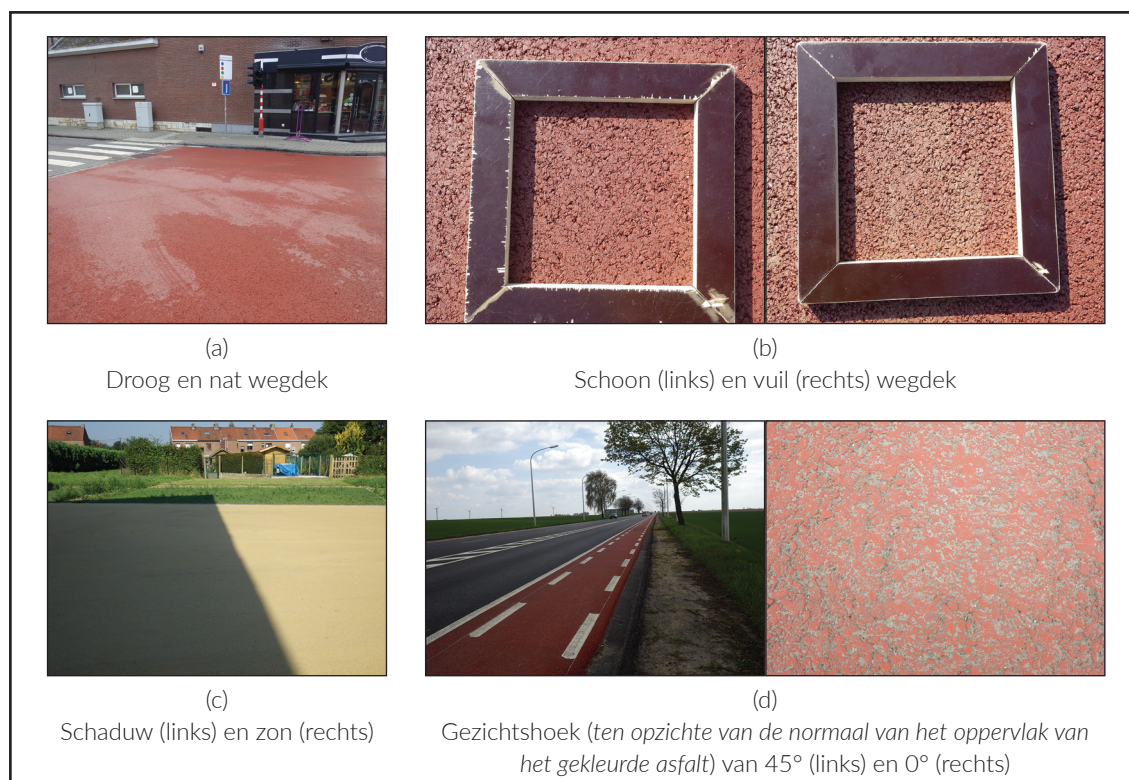 (a)
Droog en nat wegdek
(b)
Schoon (links) en vuil (rechts) wegdek
(c)
Schaduw (links) en zon (rechts)
(d)
Gezichtshoek (ten opzichte van de normaal van het oppervlak van
het gekleurde asfalt) van 45° (links) en 0° (rechts)